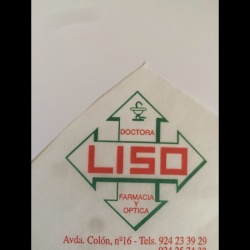 DOCTORA
LISO
FARMACIA
Y
OPTICA
Avda. Colón, nº16 - Tels. 924 23 39 29